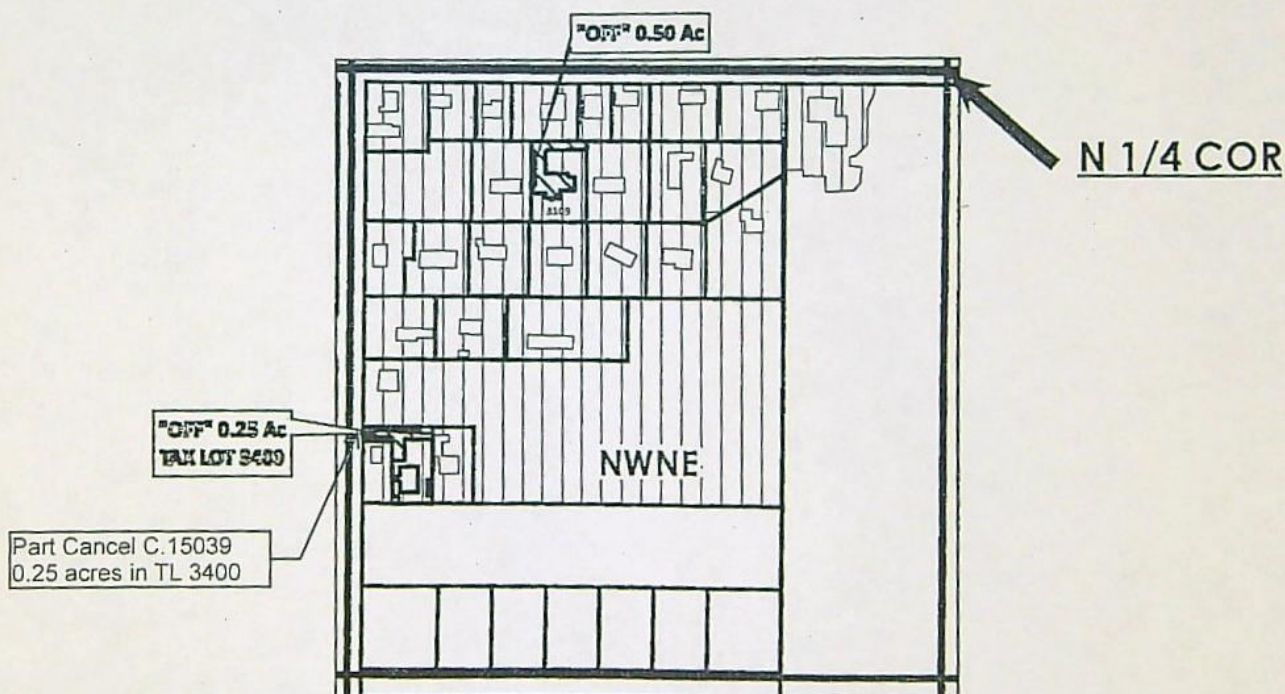 "OFF" 0.50 Ac
N 1/4 COR
3109
"OFF" 0.25 Ac
TAX LOT 3400
NWNE
Part Cancel C.15039
0.25 acres in TL 3400